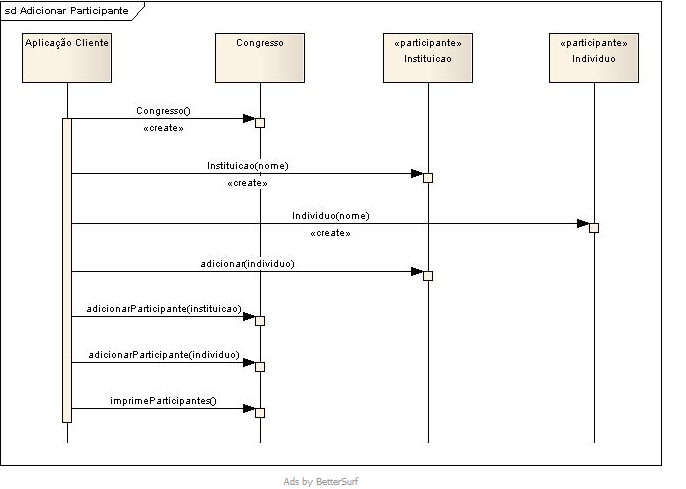 sd Adicionar Participante
Aplicação Cliente
Congresso
«participante»
Instituicao
«participante»
Individuo
Congresso()
«create»
Instituicao(nome)
«create»
Individuo(nome)
«create»
adicionar(individuo)
adicionarParticipante(instituicao)
adicionarParticipante(individuo)
imprimeParticipantes()
Ads by BetterSurf